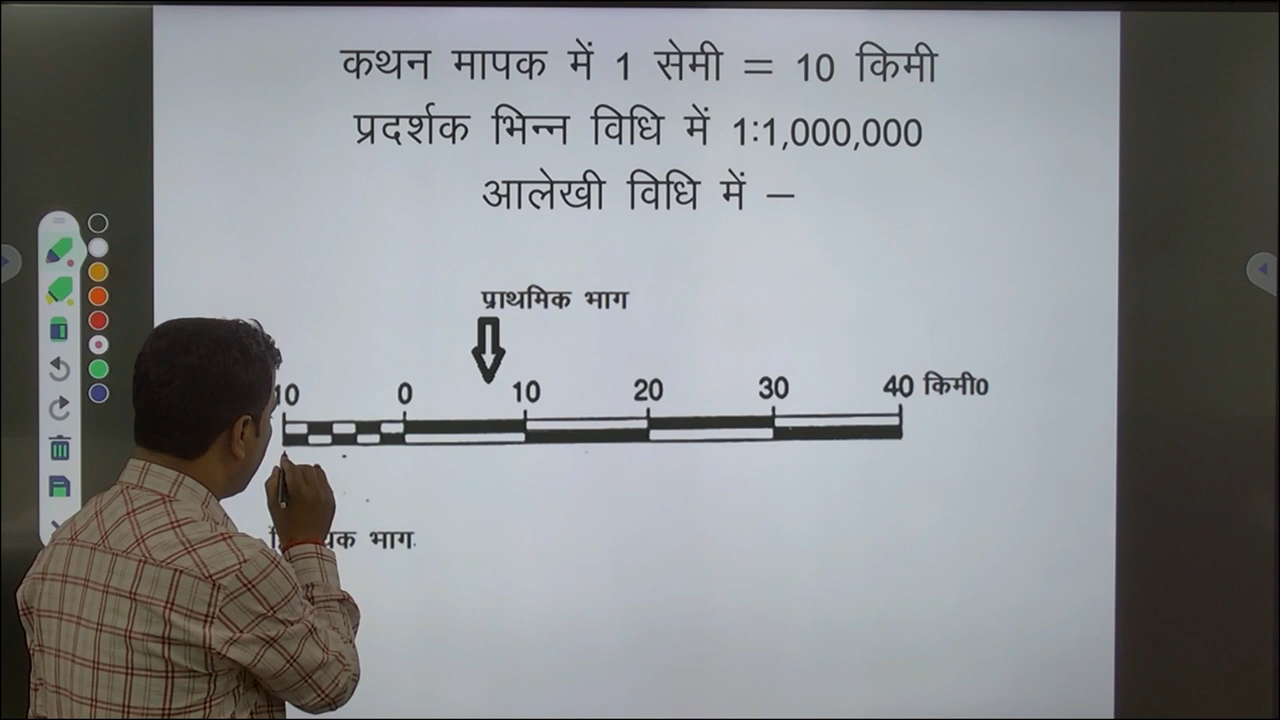 कथन मापक में 1 सेमी = 10 किमी
प्रदर्शक भिन्न विधि में 1:1,000,000
आलेखी विधि में –
प्राथमिक भाग
10 0 10 20 30 40 किमी0
भाग